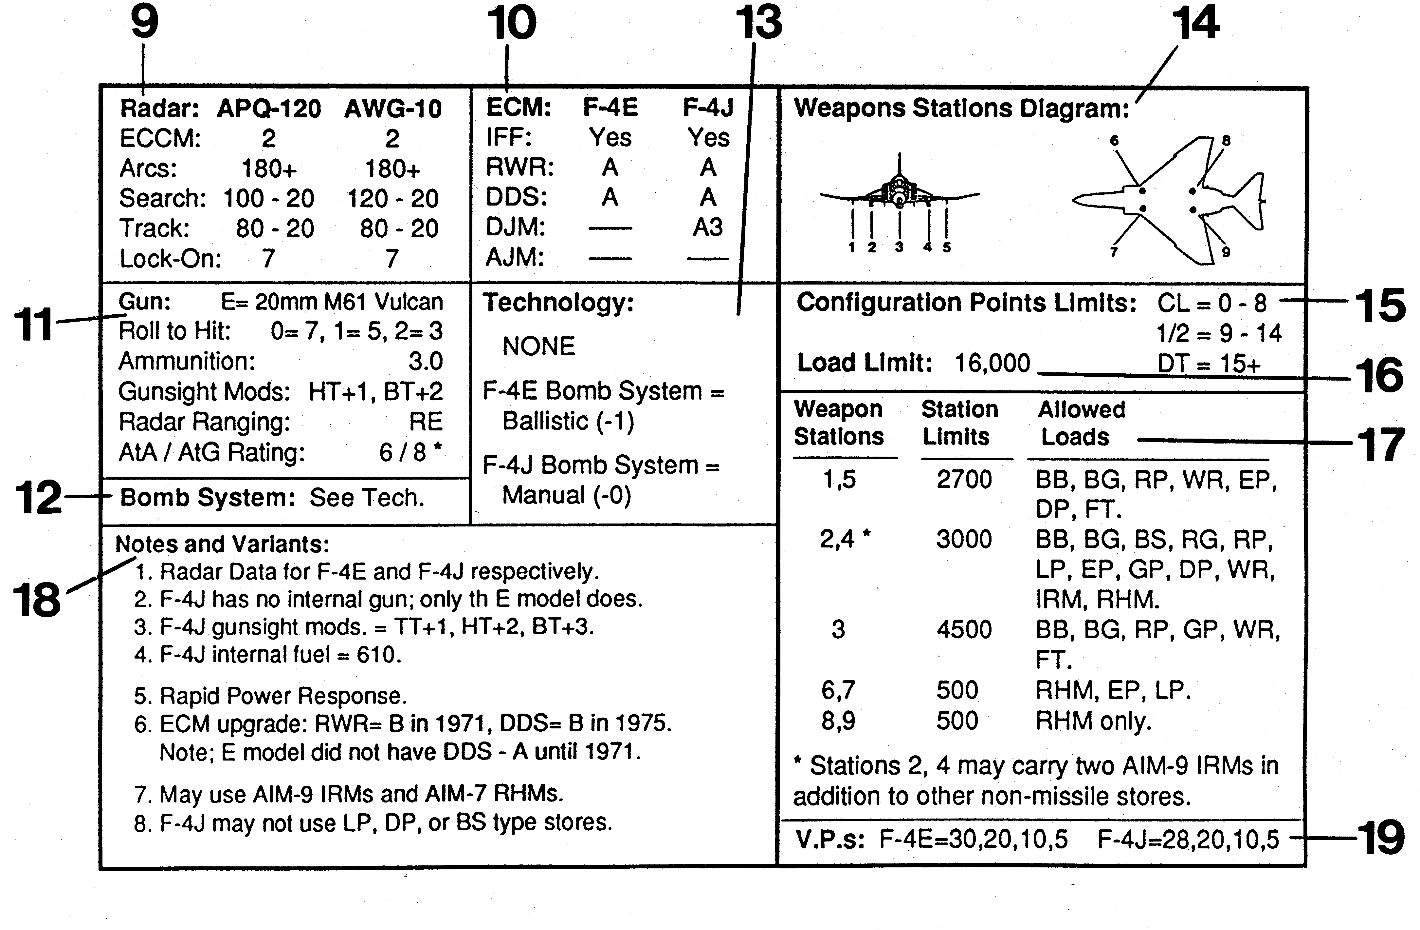 9
10
13
14
Radar: APQ-120 AWG-10
ECCM: 2 2
Arcs: 180+ 180+
Search: 100 - 20 120 - 20
Track: 80 - 20 80 - 20
Lock-On: 7 7
ECM: F-4E F-4J
IFF: Yes Yes
RWR: A A
DDS: A A
DJM: — A3
AJM: — —
Weapons Stations Diagram:
6 8
1 2 3 4 5
7 9
11
Gun: E= 20mm M61 Vulcan
Roll to Hit: 0= 7, 1= 5, 2= 3
Ammunition: 3.0
Gunsight Mods: HT+1, BT+2
Radar Ranging: RE
AtA / AtG Rating: 6 / 8 *
12
Bomb System: See Tech.
Technology:
NONE
F-4E Bomb System =
Ballistic (-1)
F-4J Bomb System =
Manual (-0)
Configuration Points Limits: CL = 0 - 8
15
1/2 = 9 - 14
Load Limit: 16,000 DT = 15+
16
Weapon Station Allowed
Stations Limits Loads
17
1,5 2700 BB, BG, RP, WR, EP,
DP, FT.
2,4 * 3000 BB, BG, BS, RG, RP,
LP, EP, GP, DP, WR,
IRM, RHM.
3 4500 BB, BG, RP, GP, WR,
FT.
6,7 500 RHM, EP, LP.
8,9 500 RHM only.
* Stations 2, 4 may carry two AIM-9 IRMs in
addition to other non-missile stores.
V.P.s: F-4E=30,20,10,5 F-4J=28,20,10,5
19
18
Notes and Variants:
1. Radar Data for F-4E and F-4J respectively.
2. F-4J has no internal gun; only th E model does.
3. F-4J gunsight mods. = TT+1, HT+2, BT+3.
4. F-4J internal fuel = 610.
5. Rapid Power Response.
6. ECM upgrade: RWR= B in 1971, DDS= B in 1975.
Note; E model did not have DDS - A until 1971.
7. May use AIM-9 IRMs and AIM-7 RHMs.
8. F-4J may not use LP, DP, or BS type stores.